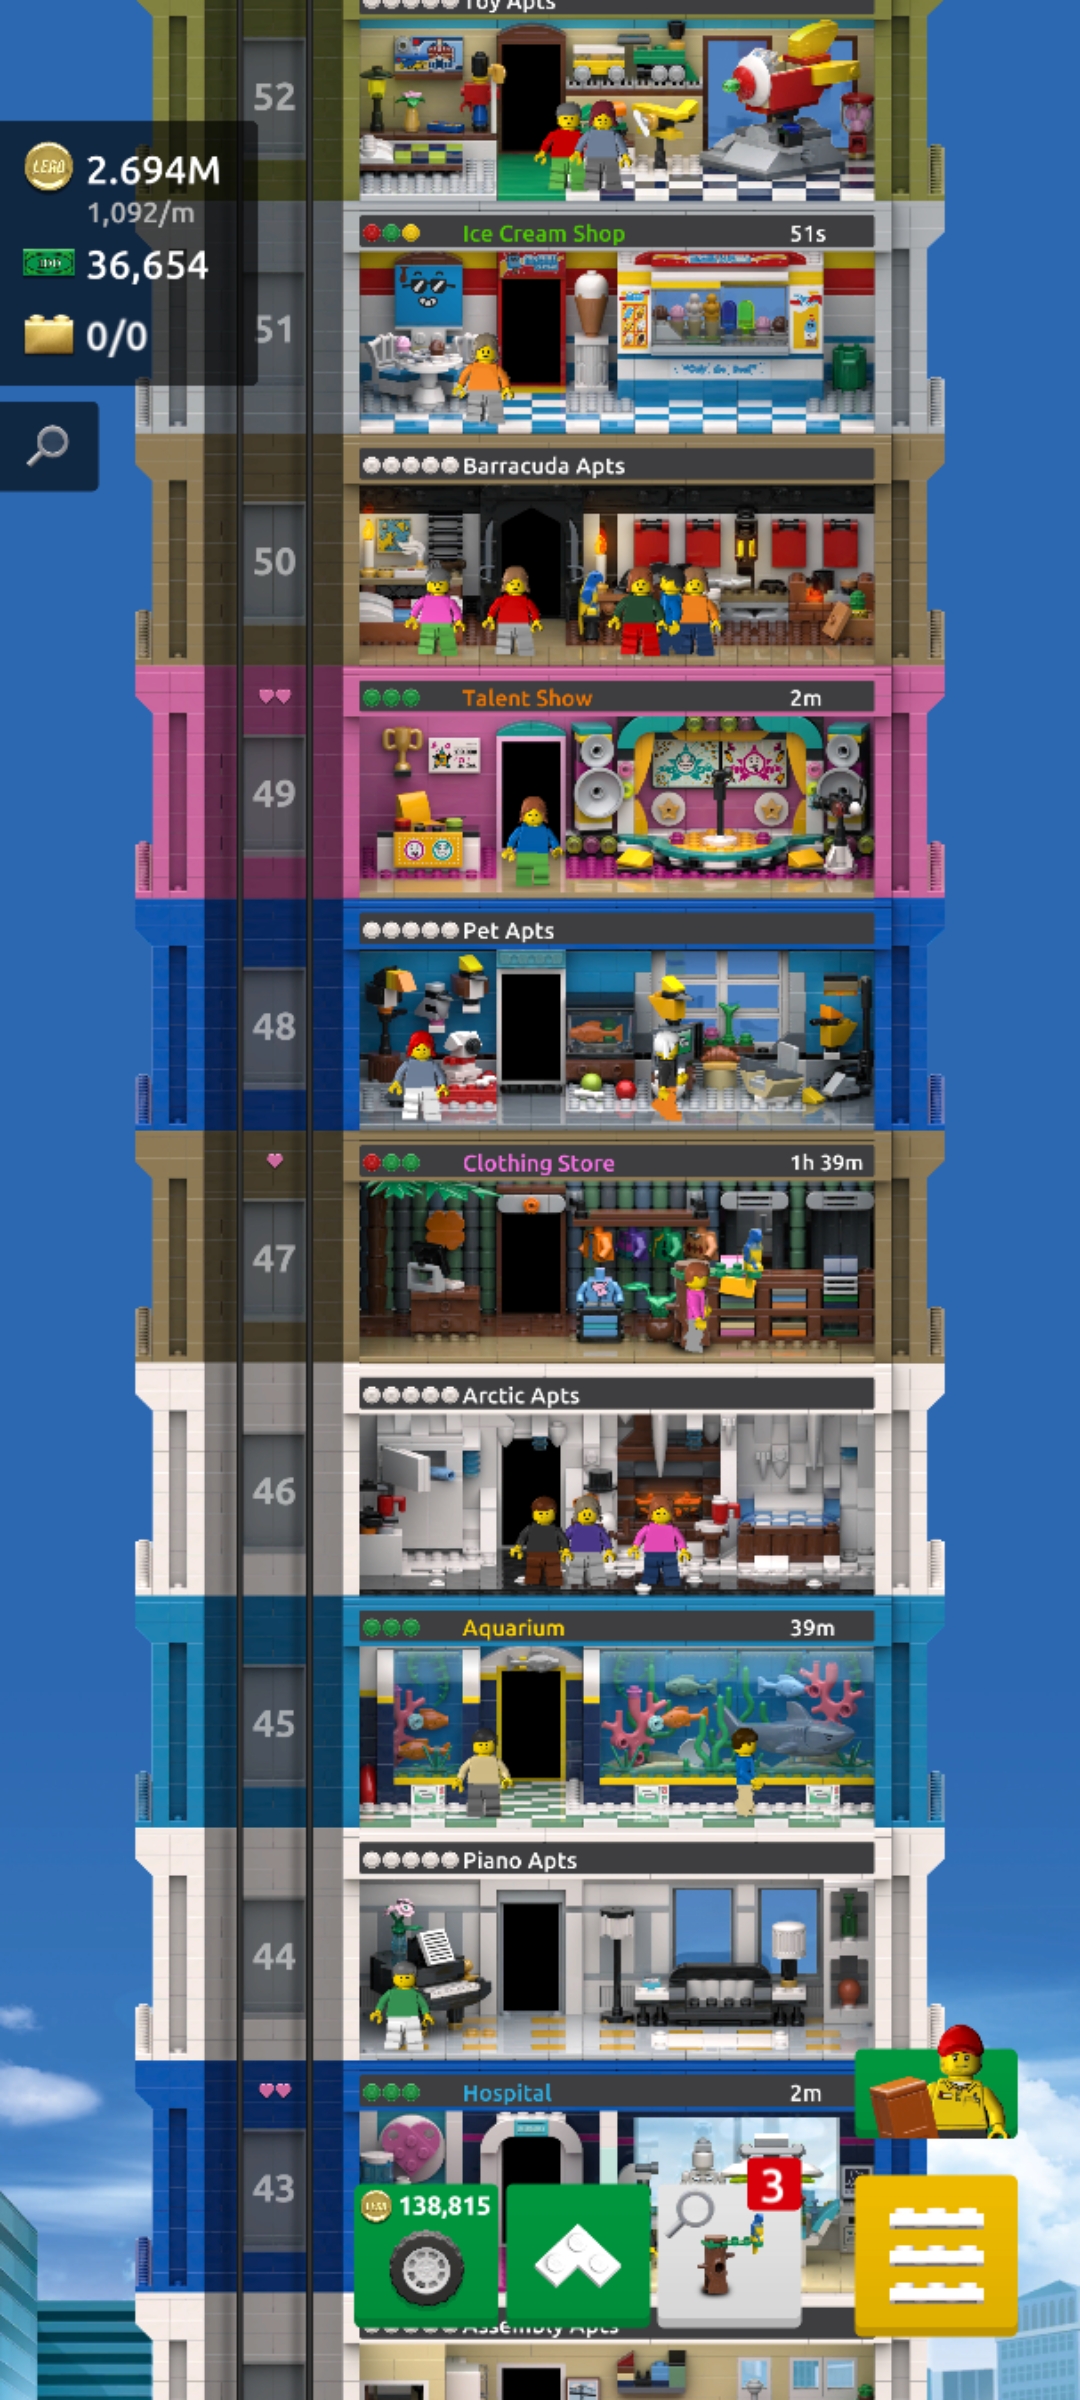 Toy Apts
52
2.694M
1,092/m
36,654
0/0
Ice Cream Shop 51s
51
Barracuda Apts
50
Talent Show 2m
49
Pet Apts
48
Clothing Store 1h 39m
47
Arctic Apts
46
Aquarium 39m
45
Piano Apts
44
Hospital 2m
43
138,815
3
Assembly Apts